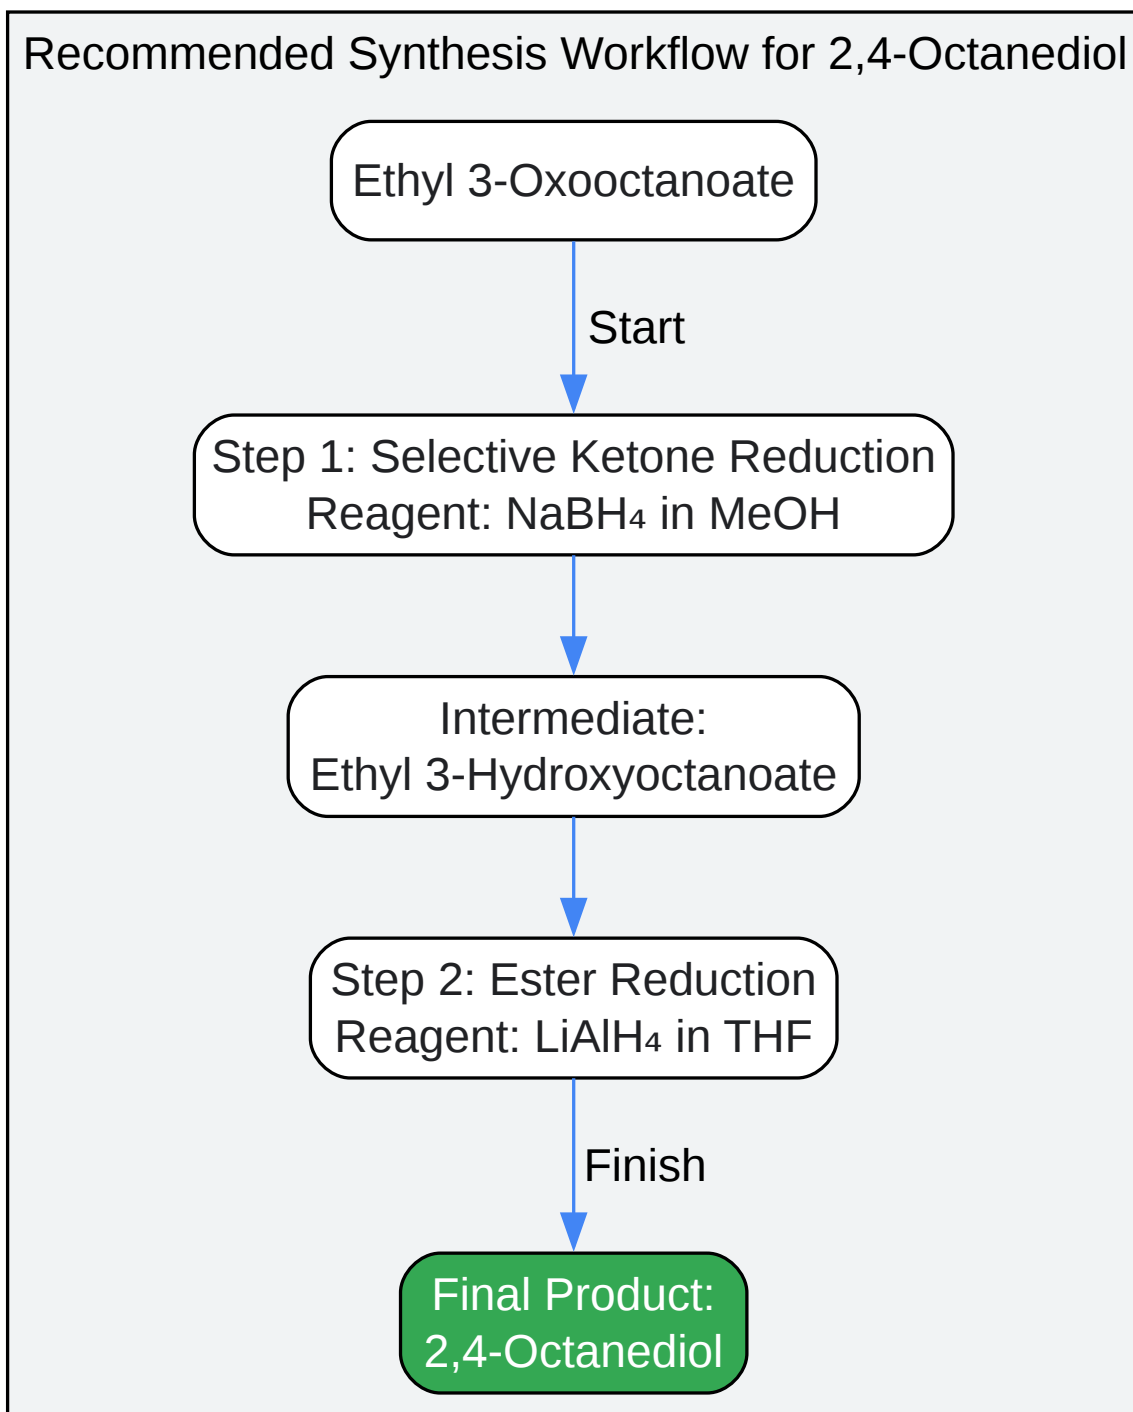 Recommended Synthesis Workflow for 2,4-Octanediol
Ethyl 3-Oxooctanoate
Start
Step 1: Selective Ketone Reduction
Reagent: NaBH₄ in MeOH
Intermediate:
Ethyl 3-Hydroxyoctanoate
Step 2: Ester Reduction
Reagent: LiAlH₄ in THF
Finish
Final Product:
2,4-Octanediol